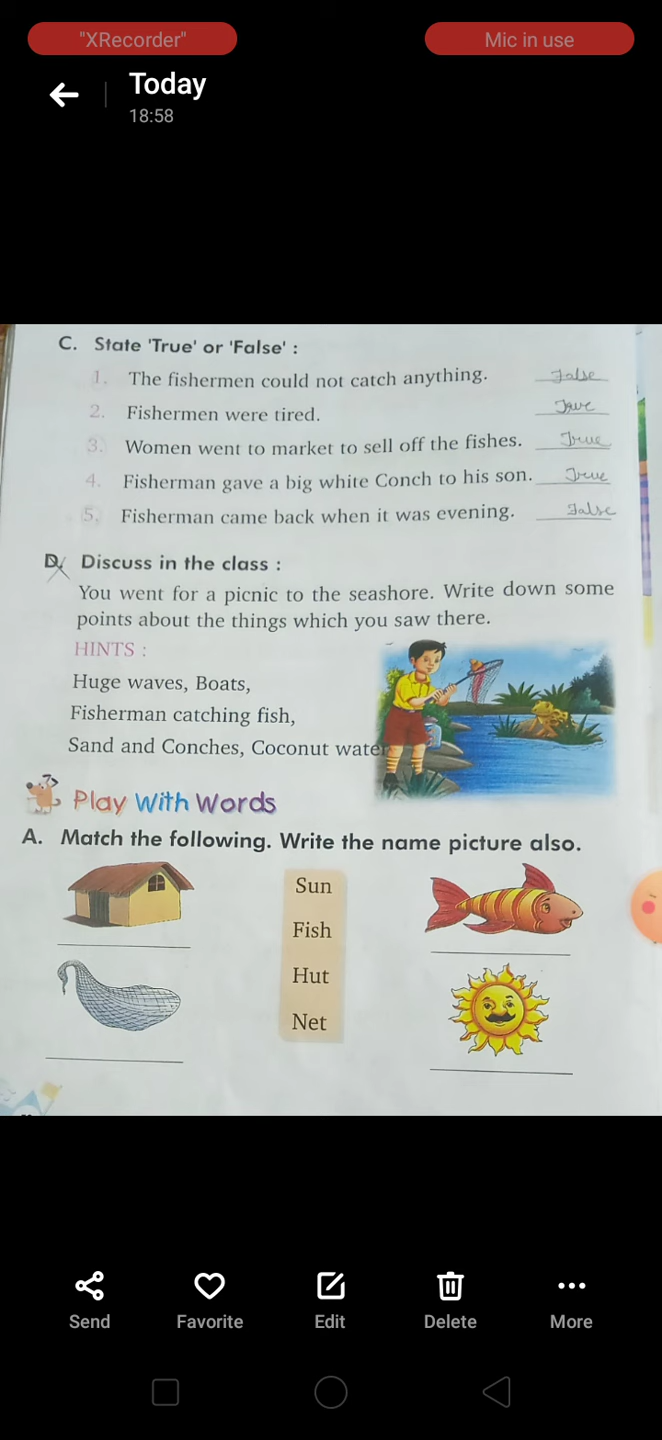 "XRecorder"
Mic in use
Today
18:58
C. State 'True' or 'False' :
1. The fishermen could not catch anything. False
2. Fishermen were tired. True
3. Women went to market to sell off the fishes. True
4. Fisherman gave a big white Conch to his son. True
5. Fisherman came back when it was evening. False
D. Discuss in the class :
You went for a picnic to the seashore. Write down some
points about the things which you saw there.
HINTS :
Huge waves, Boats,
Fisherman catching fish,
Sand and Conches, Coconut water
Play With Words
A. Match the following. Write the name picture also.
Sun
Fish
Hut
Net
Send
Favorite
Edit
Delete
More